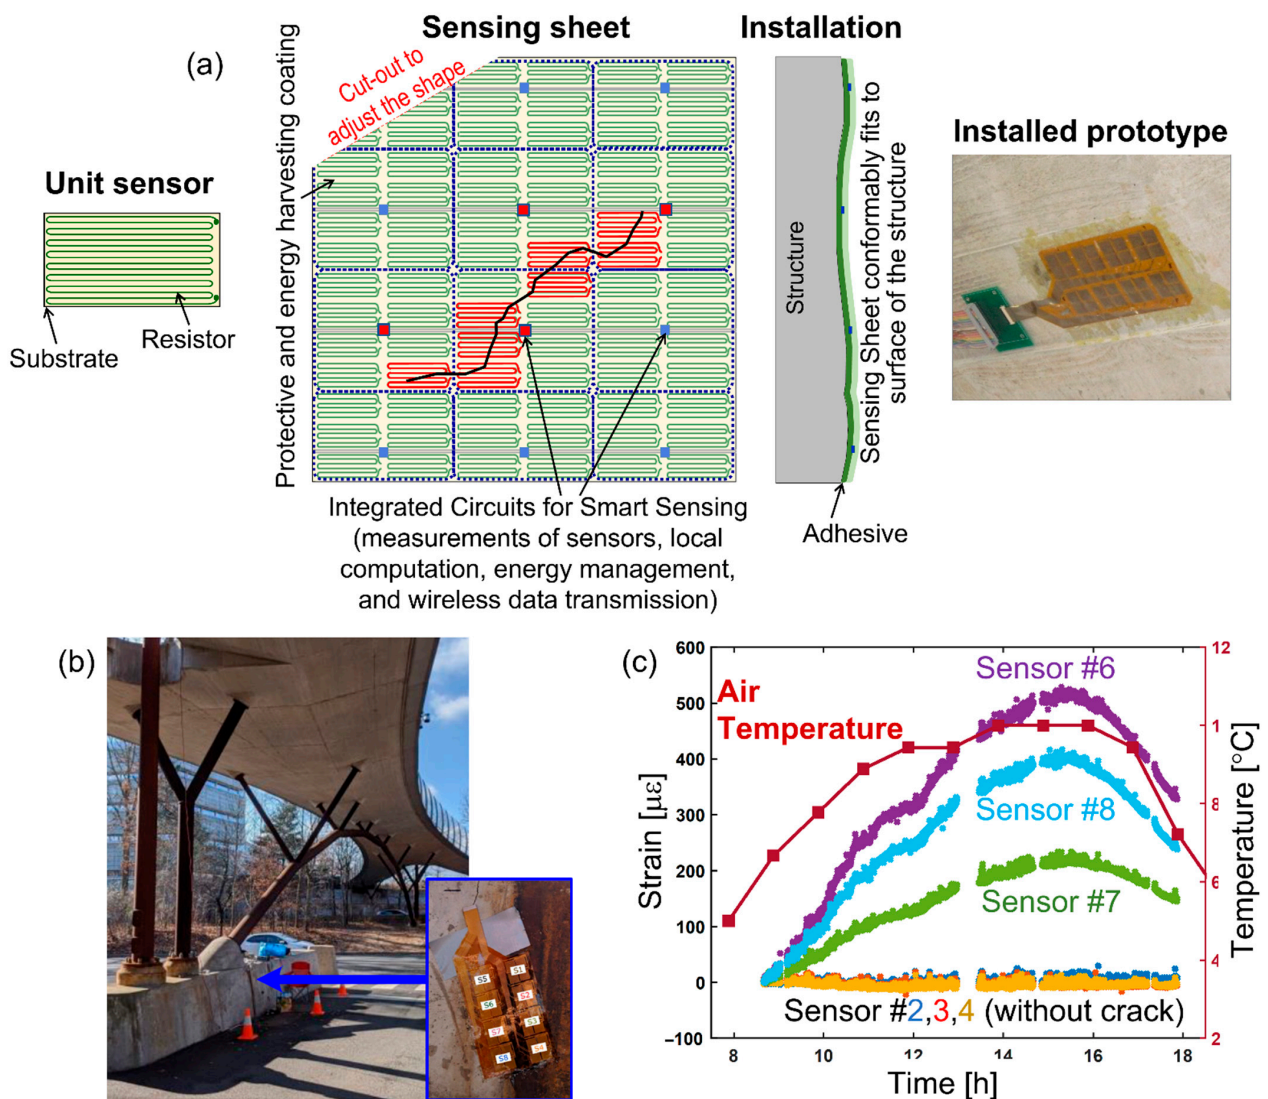 Sensing sheet
Installation
(a)
Cut-out to
adjust the shape
Protective and energy harvesting coating
Unit sensor
Substrate
Resistor
Structure
Sensing Sheet conformably fits to
surface of the structure
Installed prototype
Integrated Circuits for Smart Sensing
(measurements of sensors, local
computation, energy management,
and wireless data transmission)
Adhesive
(b)
S5
S1
S6
S2
S7
S3
S8
S4
(c)
600
500
400
300
200
100
0
−100
Strain [με]
Air
Temperature
Sensor #6
Sensor #8
Sensor #7
Sensor #2,3,4 (without crack)
12
1
8
6
4
2
Temperature [°C]
8
10
12
14
16
18
Time [h]